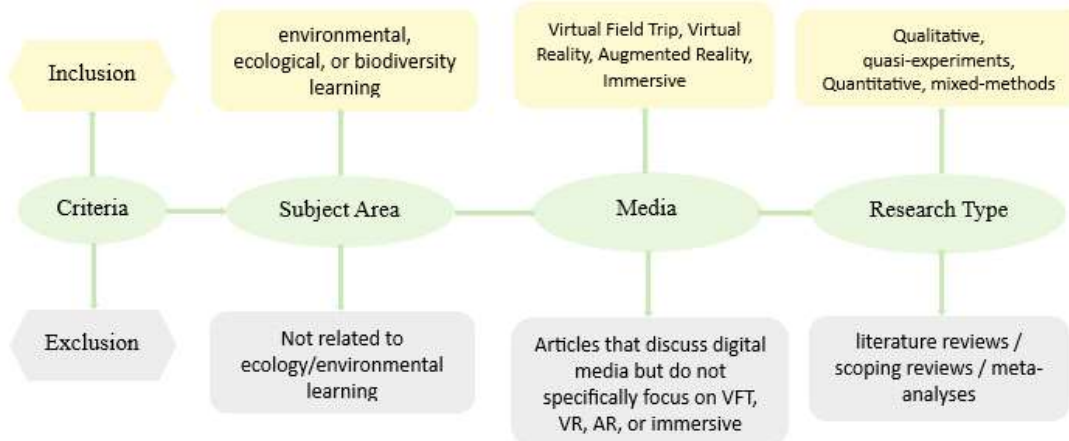 Inclusion
environmental,
ecological, or biodiversity
learning
Virtual Field Trip, Virtual
Reality, Augmented Reality,
Immersive
Qualitative,
quasi-experiments,
Quantitative, mixed-methods
Criteria
Subject Area
Media
Research Type
Exclusion
Not related to
ecology/environmental
learning
Articles that discuss digital
media but do not
specifically focus on VFT,
VR, AR, or immersive
literature reviews /
scoping reviews / meta-
analyses